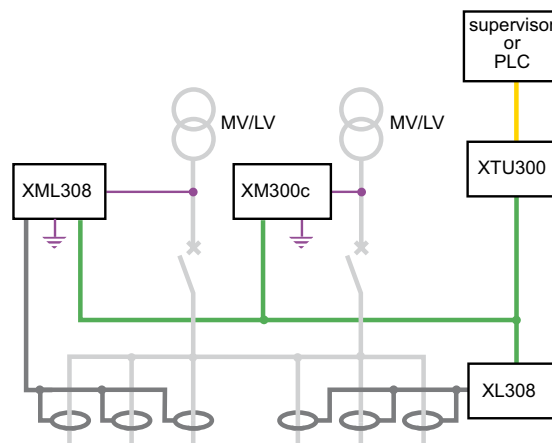 supervisor
or
PLC
MV/LV
MV/LV
XTU300
XML308
XM300c
XL308